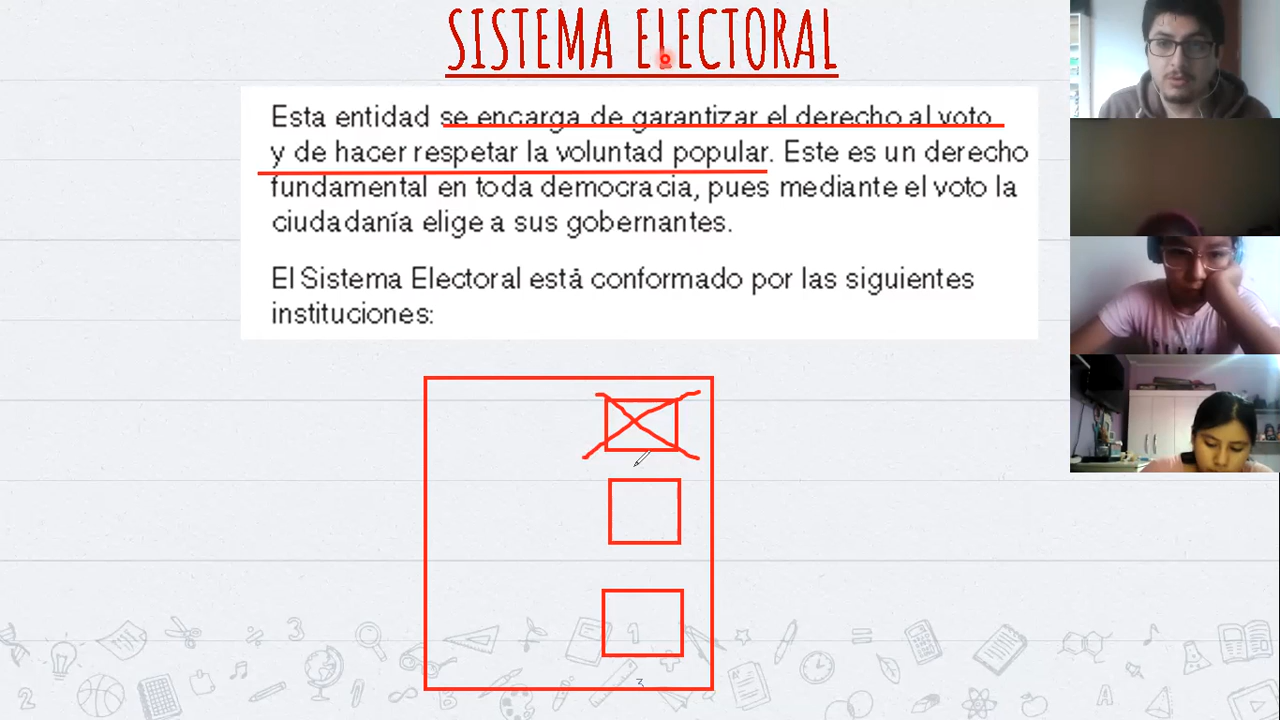 SISTEMA ELECTORAL
Esta entidad se encarga de garantizar el derecho al voto
y de hacer respetar la voluntad popular. Este es un derecho
fundamental en toda democracia, pues mediante el voto la
ciudadanía elige a sus gobernantes.
El Sistema Electoral está conformado por las siguientes
instituciones: